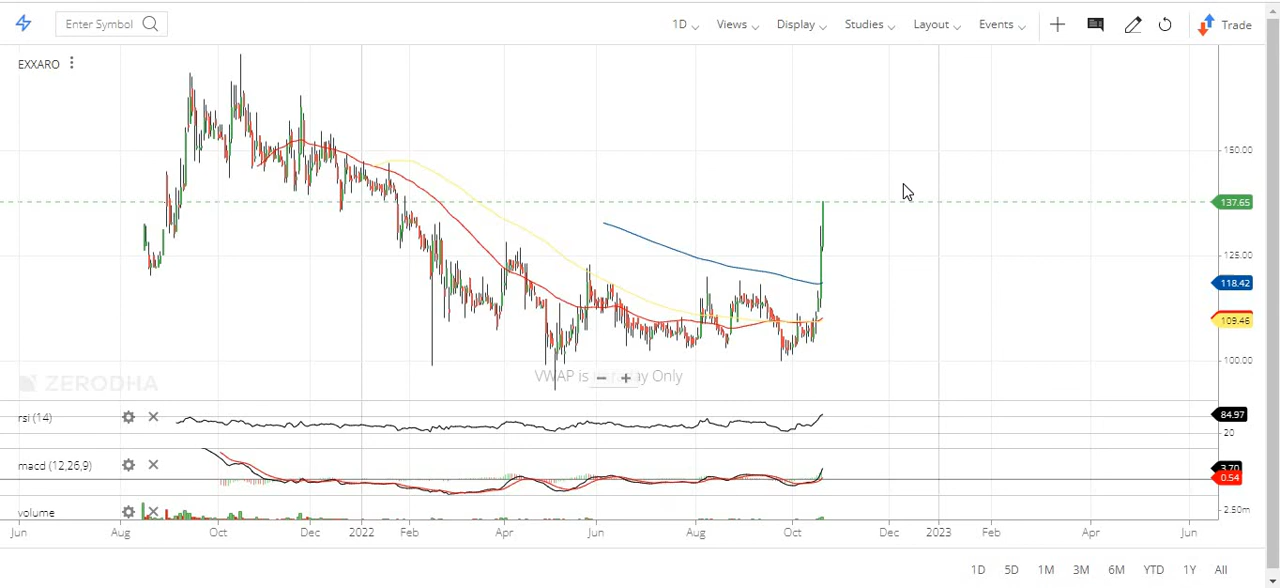 Enter Symbol 1D Views Display Studies Layout Events Trade
EXXARO
150.00
137.65
125.00
118.42
109.46
100.00
ZERODHA
VWAP is − + ay Only
rsi (14) 84.97
20
macd (12,26,9) 3.70
0.54
volume 2.50m
Jun Aug Oct Dec 2022 Feb Apr Jun Aug Oct Dec 2023 Feb Apr Jun
1D 5D 1M 3M 6M YTD 1Y All